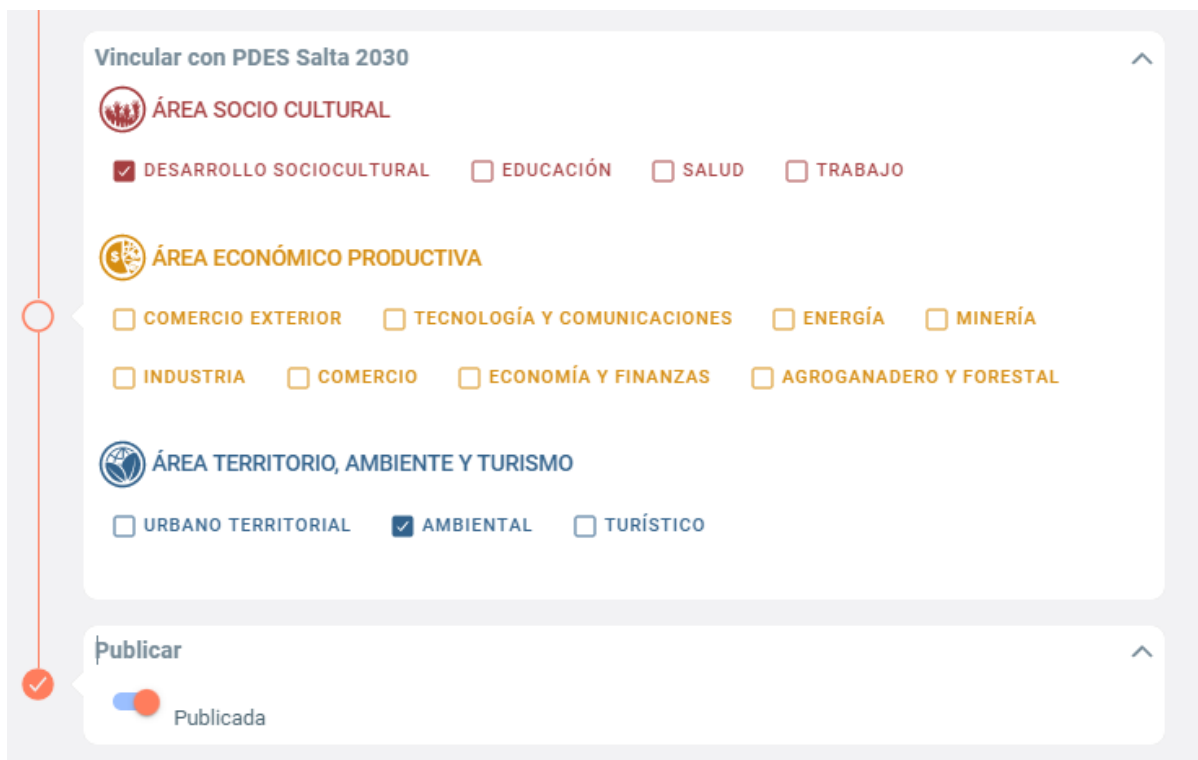 Vincular con PDES Salta 2030
ÁREA SOCIO CULTURAL
DESARROLLO SOCIOCULTURAL EDUCACIÓN SALUD TRABAJO
$ ÁREA ECONÓMICO PRODUCTIVA
COMERCIO EXTERIOR TECNOLOGÍA Y COMUNICACIONES ENERGÍA MINERÍA
INDUSTRIA COMERCIO ECONOMÍA Y FINANZAS AGROGANADERO Y FORESTAL
ÁREA TERRITORIO, AMBIENTE Y TURISMO
URBANO TERRITORIAL AMBIENTAL TURÍSTICO
Publicar
Publicada